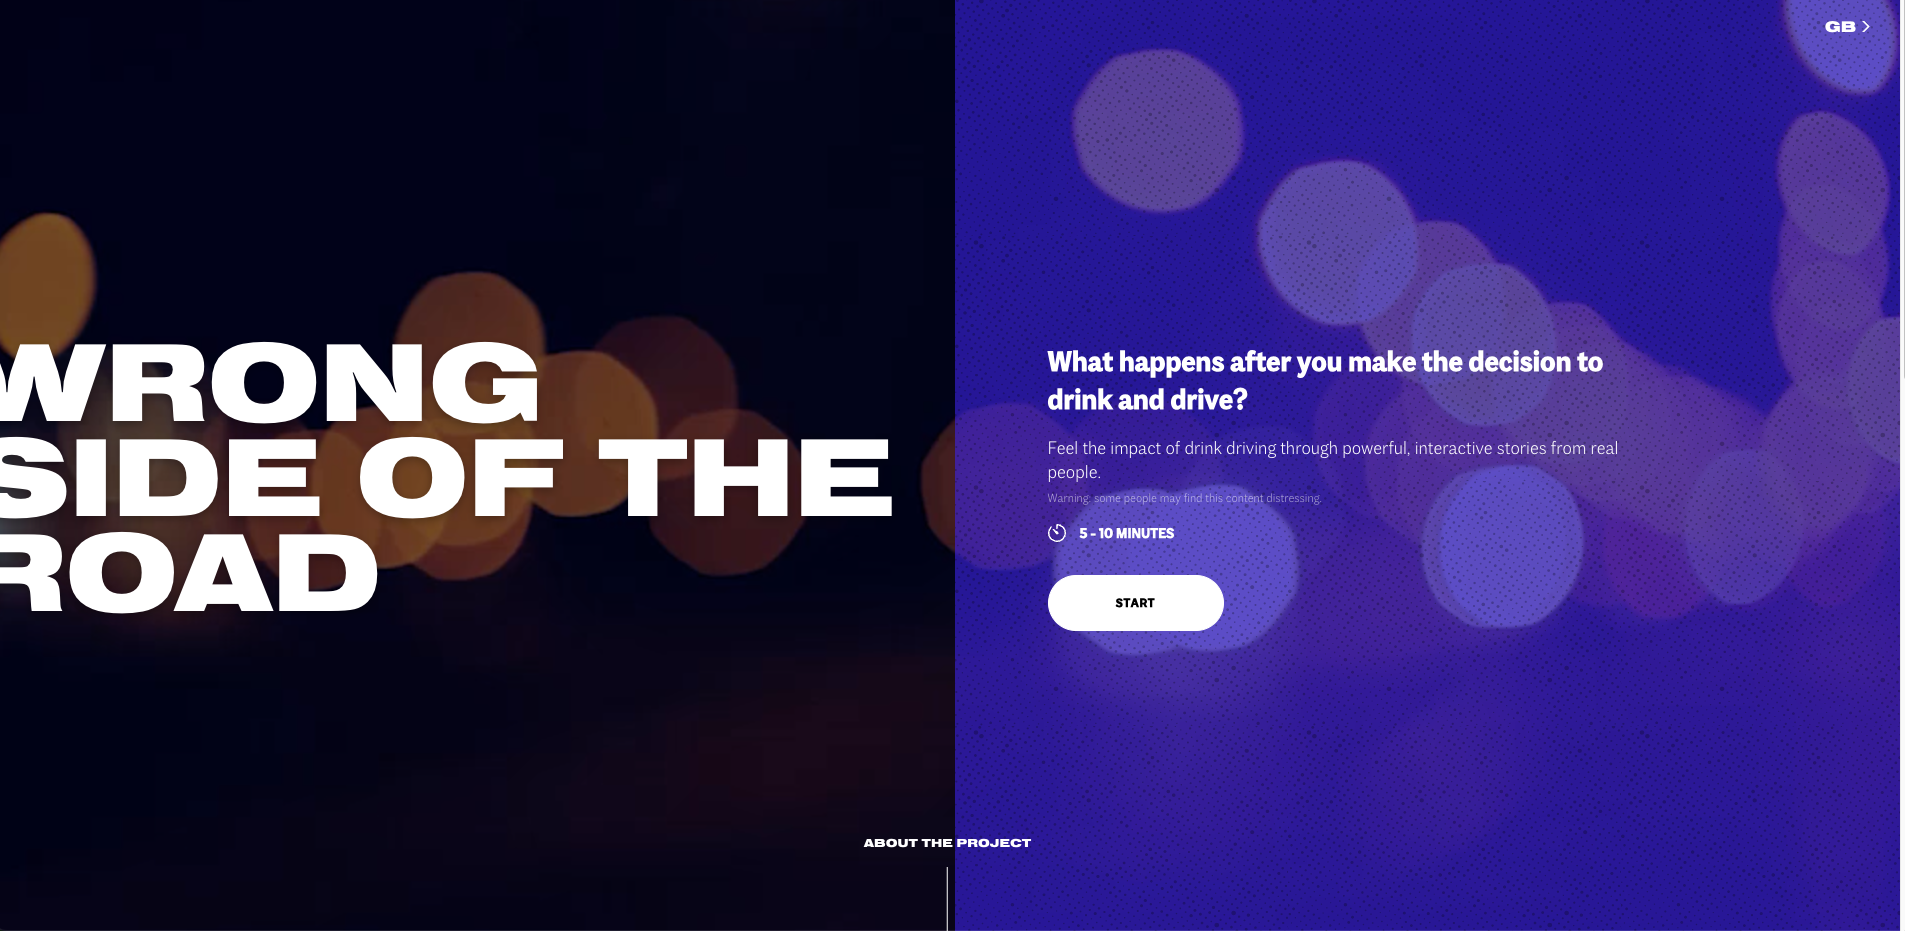 GB
WRONG
SIDE OF THE
ROAD
What happens after you make the decision to
drink and drive?
Feel the impact of drink driving through powerful, interactive stories from real
people.
Warning: some people may find this content distressing.
5 - 10 MINUTES
START
ABOUT THE PROJECT